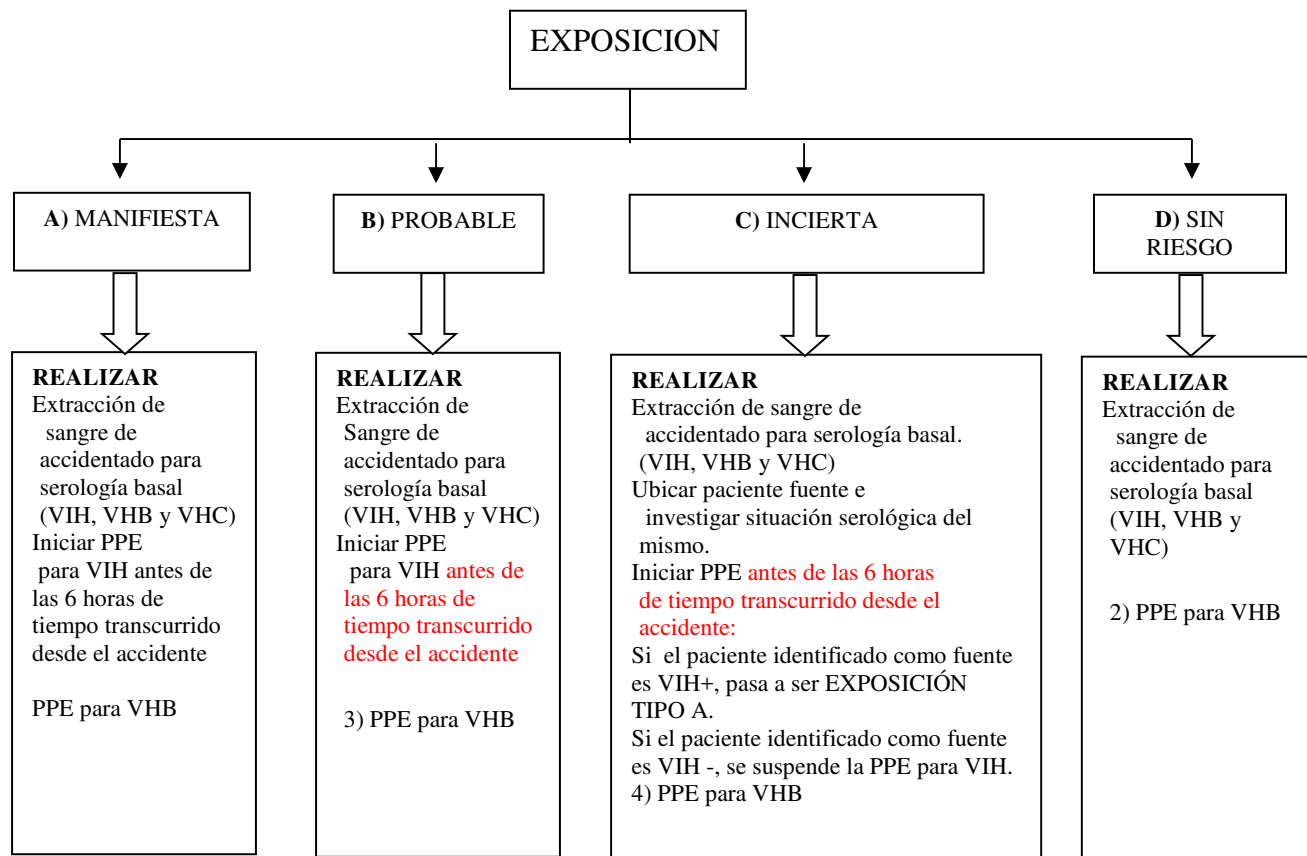 EXPOSICION
A) MANIFIESTA
B) PROBABLE
C) INCIERTA
D) SIN
RIESGO
REALIZAR
Extracción de
sangre de
accidentado para
serología basal
(VIH, VHB y VHC)
Iniciar PPE
para VIH antes de
las 6 horas de
tiempo transcurrido
desde el accidente
PPE para VHB
REALIZAR
Extracción de
Sangre de
accidentado para
serología basal
(VIH, VHB y VHC)
Iniciar PPE
para VIH antes de
las 6 horas de
tiempo transcurrido
desde el accidente
3) PPE para VHB
REALIZAR
Extracción de sangre de
accidentado para serología basal.
(VIH, VHB y VHC)
Ubicar paciente fuente e
investigar situación serológica del
mismo.
Iniciar PPE antes de las 6 horas
de tiempo transcurrido desde el
accidente:
Si el paciente identificado como fuente
es VIH+, pasa a ser EXPOSICIÓN
TIPO A.
Si el paciente identificado como fuente
es VIH -, se suspende la PPE para VIH.
4) PPE para VHB
REALIZAR
Extracción de
sangre de
accidentado para
serología basal
(VIH, VHB y
VHC)
2) PPE para VHB